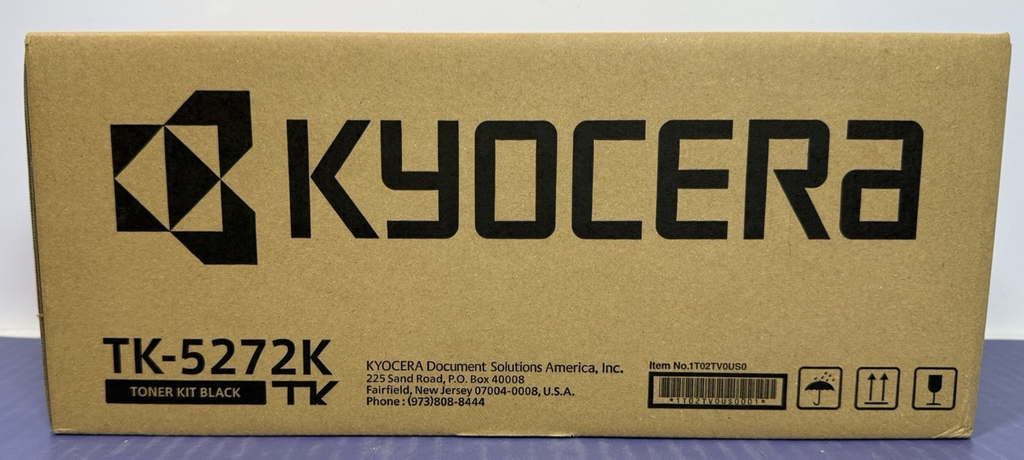 KYOCERA
TK-5272K
TONER KIT BLACK
TK
KYOCERA Document Solutions America, Inc.
225 Sand Road, P.O. Box 40008
Fairfield, New Jersey 07004-0008, U.S.A.
Phone : (973)808-8444
Item No.1T02TV0US0
*1T02TV0US0001*